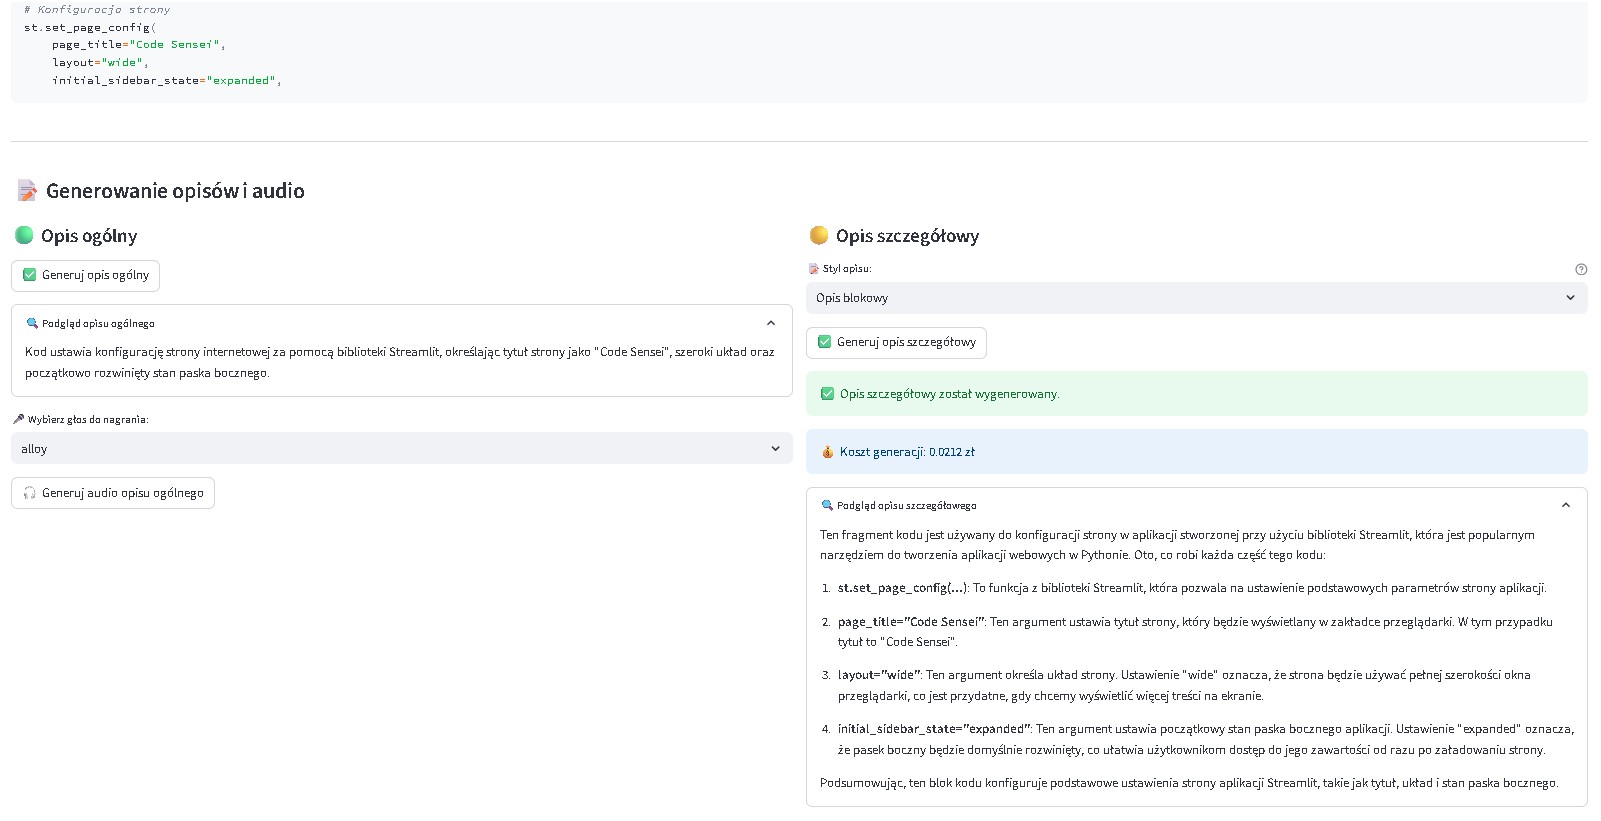 # Konfiguracja strony
st.set_page_config(
page_title="Code Sensei",
layout="wide",
initial_sidebar_state="expanded",
Generowanie opisów i audio
Opis ogólny
Generuj opis ogólny
Podgląd opisu ogólnego
Kod ustawia konfigurację strony internetowej za pomocą biblioteki Streamlit, określając tytuł strony jako "Code Sensei", szeroki układ oraz
początkowo rozwinięty stan paska bocznego.
Wybierz głos do nagrania:
alloy
Generuj audio opisu ogólnego
Opis szczegółowy
Styl opisu:
Opis blokowy
Generuj opis szczegółowy
Opis szczegółowy został wygenerowany.
Koszt generacji: 0.0212 zł
Podgląd opisu szczegółowego
Ten fragment kodu jest używany do konfiguracji strony w aplikacji stworzonej przy użyciu biblioteki Streamlit, która jest popularnym
narzędziem do tworzenia aplikacji webowych w Pythonie. Oto, co robi każda część tego kodu:
1. st.set_page_config(...): To funkcja z biblioteki Streamlit, która pozwala na ustawienie podstawowych parametrów strony aplikacji.
2. page_title="Code Sensei": Ten argument ustawia tytuł strony, który będzie wyświetlany w zakładce przeglądarki. W tym przypadku
tytuł to "Code Sensei".
3. layout="wide": Ten argument określa układ strony. Ustawienie "wide" oznacza, że strona będzie używać pełnej szerokości okna
przeglądarki, co jest przydatne, gdy chcemy wyświetlić więcej treści na ekranie.
4. initial_sidebar_state="expanded": Ten argument ustawia początkowy stan paska bocznego aplikacji. Ustawienie "expanded" oznacza,
że pasek boczny będzie domyślnie rozwinięty, co ułatwia użytkownikom dostęp do jego zawartości od razu po załadowaniu strony.
Podsumowując, ten blok kodu konfiguruje podstawowe ustawienia strony aplikacji Streamlit, takie jak tytuł, układ i stan paska bocznego.